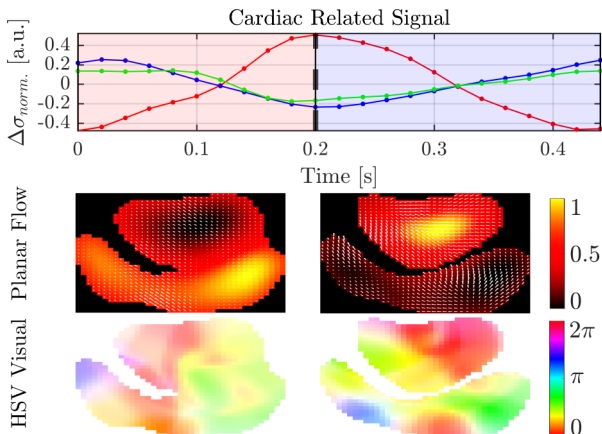 Cardiac Related Signal
Δσnorm. [a.u.]
0.4
0.2
0
-0.2
-0.4
0 0.1 0.2 0.3 0.4
Time [s]
Planar Flow
1
0.5
0
HSV Visual
2π
π
0